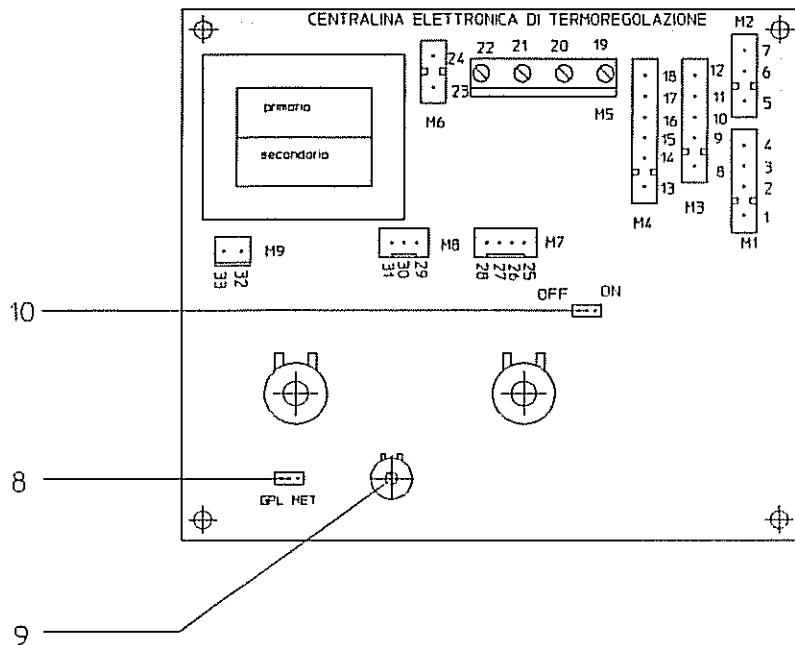 CENTRALINA ELETTRONICA DI TERMOREGOLAZIONE
M2
24
22 21 20 19
7
6
5
23
M6
M5
18
17
16
15
14
13
M4
12
11
10
9
8
M3
4
3
2
1
M1
primario
secondario
M9
33 32
M8
31 30 29
M7
28 27 26 25
OFF ON
10
8
GPL MET
9